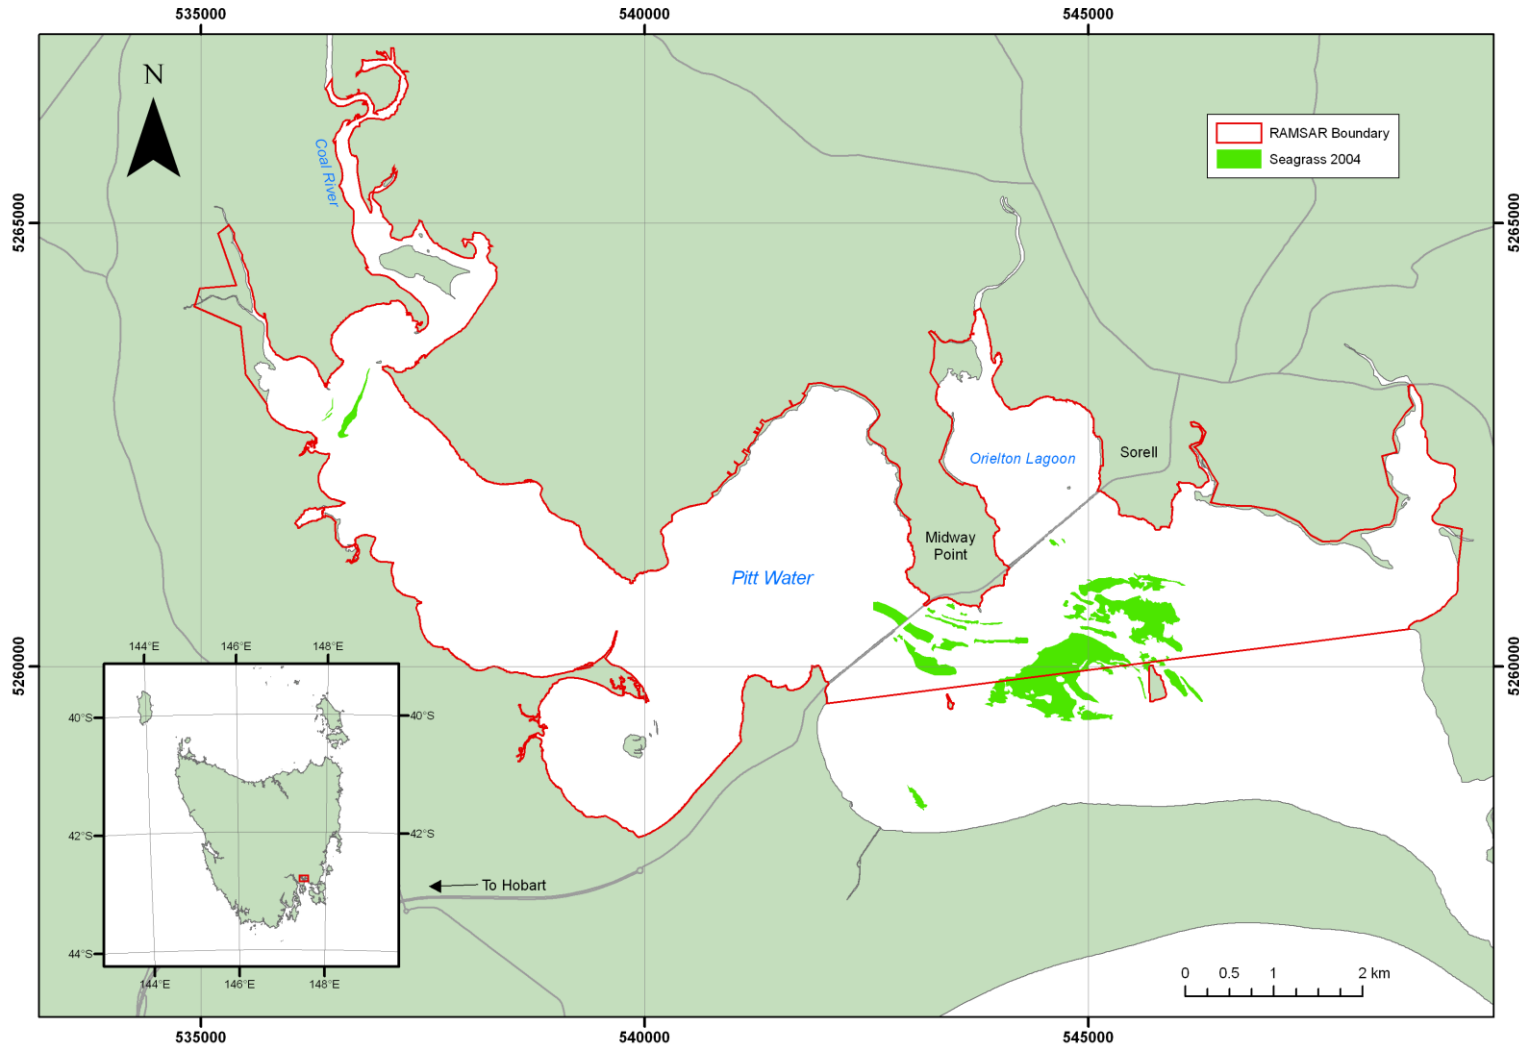 535000
540000
545000
N
RAMSAR Boundary
Seagrass 2004
Coal River
5265000
5265000
Sorell
Orielton Lagoon
Midway
Point
Pitt Water
5260000
5260000
144°E
146°E
148°E
40°S
40°S
42°S
42°S
44°S
144°E
146°E
148°E
To Hobart
0 0.5 1 2 km
535000
540000
545000